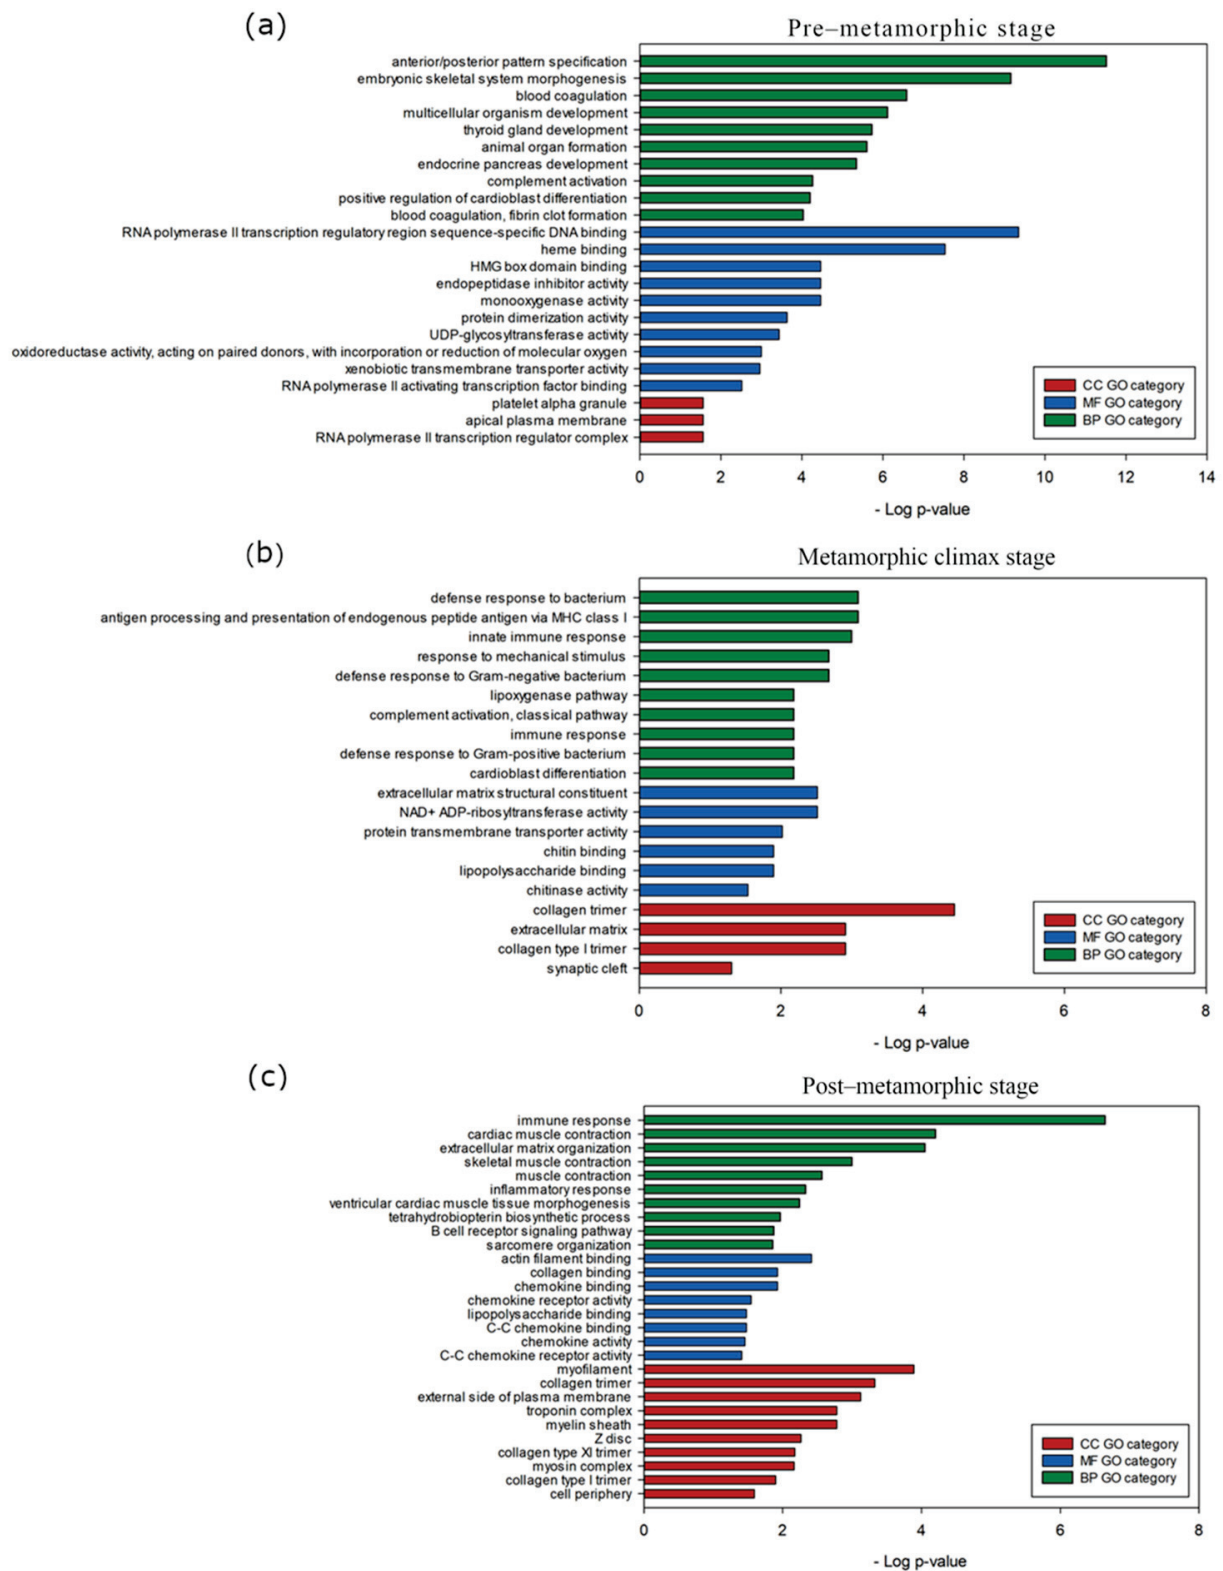 (a)
Pre–metamorphic stage
anterior/posterior pattern specification
embryonic skeletal system morphogenesis
blood coagulation
multicellular organism development
thyroid gland development
animal organ formation
endocrine pancreas development
complement activation
positive regulation of cardioblast differentiation
blood coagulation, fibrin clot formation
RNA polymerase II transcription regulatory region sequence-specific DNA binding
heme binding
HMG box domain binding
endopeptidase inhibitor activity
monooxygenase activity
protein dimerization activity
UDP-glycosyltransferase activity
oxidoreductase activity, acting on paired donors, with incorporation or reduction of molecular oxygen
xenobiotic transmembrane transporter activity
RNA polymerase II activating transcription factor binding
platelet alpha granule
apical plasma membrane
RNA polymerase II transcription regulator complex
CC GO category
MF GO category
BP GO category
0 2 4 6 8 10 12 14
- Log p-value
(b)
Metamorphic climax stage
defense response to bacterium
antigen processing and presentation of endogenous peptide antigen via MHC class I
innate immune response
response to mechanical stimulus
defense response to Gram-negative bacterium
lipoxygenase pathway
complement activation, classical pathway
immune response
defense response to Gram-positive bacterium
cardioblast differentiation
extracellular matrix structural constituent
NAD+ ADP-ribosyltransferase activity
protein transmembrane transporter activity
chitin binding
lipopolysaccharide binding
chitinase activity
collagen trimer
extracellular matrix
collagen type I trimer
synaptic cleft
CC GO category
MF GO category
BP GO category
0 2 4 6 8
- Log p-value
(c)
Post–metamorphic stage
immune response
cardiac muscle contraction
extracellular matrix organization
skeletal muscle contraction
muscle contraction
inflammatory response
ventricular cardiac muscle tissue morphogenesis
tetrahydrobiopterin biosynthetic process
B cell receptor signaling pathway
sarcomere organization
actin filament binding
collagen binding
chemokine binding
chemokine receptor activity
lipopolysaccharide binding
C-C chemokine binding
chemokine activity
C-C chemokine receptor activity
myofilament
collagen trimer
external side of plasma membrane
troponin complex
myelin sheath
Z disc
collagen type XI trimer
myosin complex
collagen type I trimer
cell periphery
CC GO category
MF GO category
BP GO category
0 2 4 6 8
- Log p-value